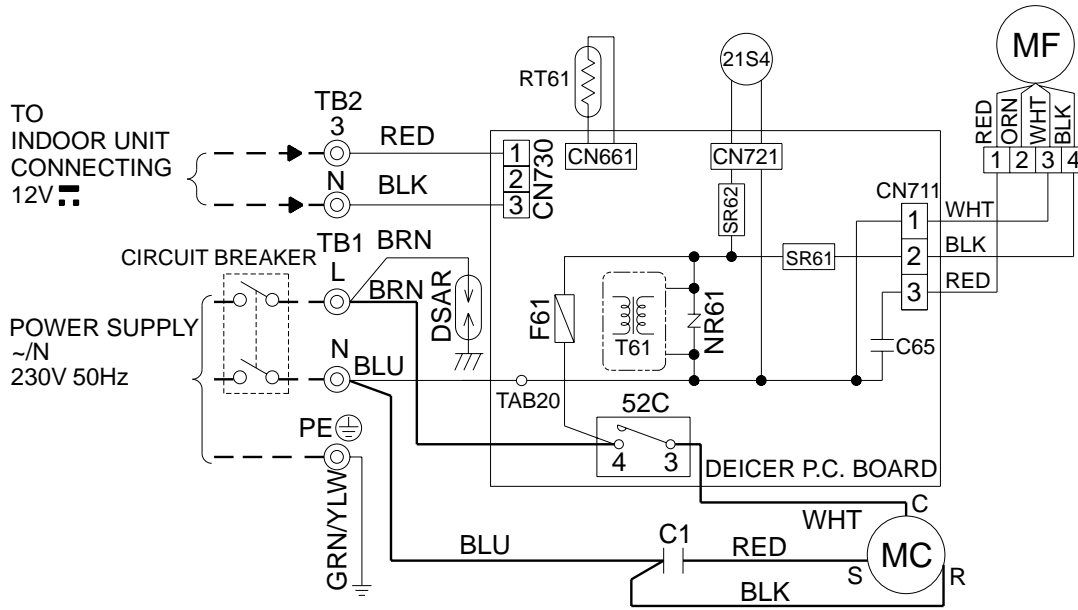 MF
RED
ORN
WHT
BLK
1 2 3 4
21S4
RT61
TO
INDOOR UNIT
CONNECTING
12V
TB2
3
RED
N
BLK
1
2
3
CN730
CN661
CN721
SR62
CN711
1
2
3
WHT
BLK
RED
SR61
CIRCUIT BREAKER
TB1
L
BRN
BRN
DSAR
F61
T61
NR61
C65
POWER SUPPLY
~/N
230V 50Hz
N
BLU
TAB20
52C
4 3
DEICER P.C. BOARD
PE
GRN/YLW
BLU
C1
RED
WHT
C
MC
S
R
BLK